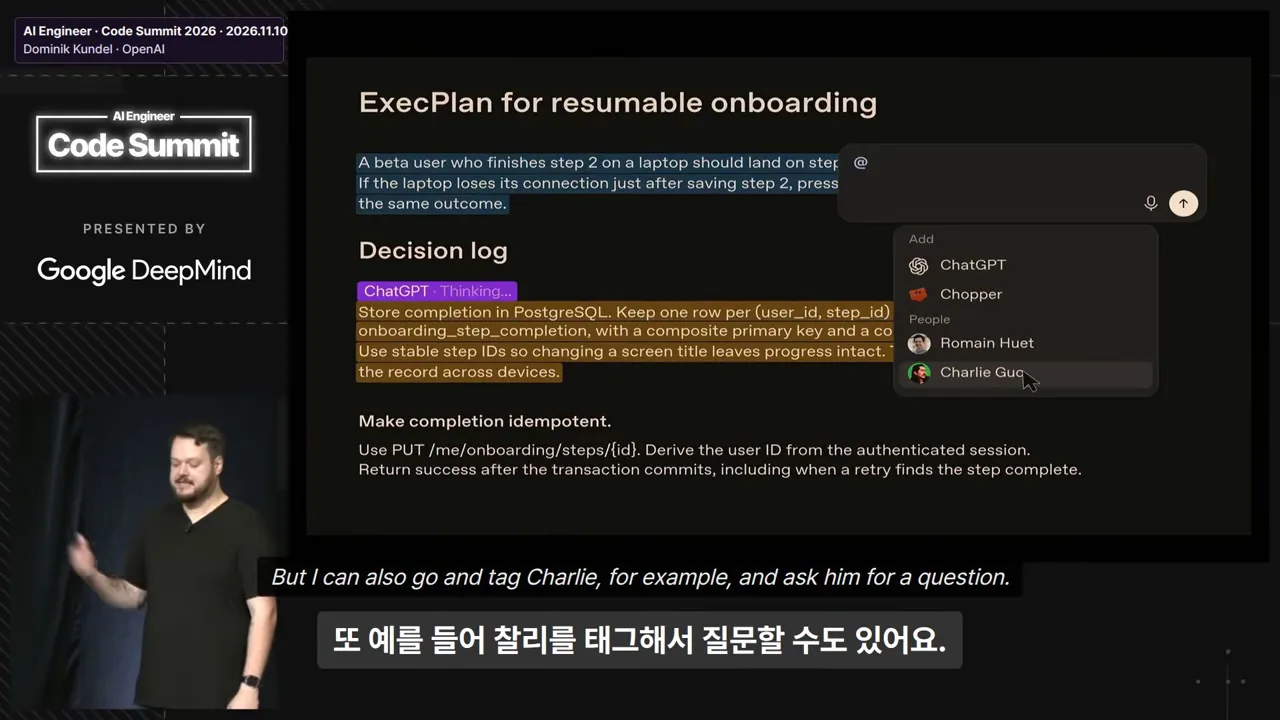 AI Engineer · Code Summit 2026 · 2026.11.10
Dominik Kundel · OpenAI
AI Engineer
Code Summit
PRESENTED BY
Google DeepMind
ExecPlan for resumable onboarding
A beta user who finishes step 2 on a laptop should land on step
If the laptop loses its connection just after saving step 2, press
the same outcome.
Decision log
ChatGPT · Thinking...
Store completion in PostgreSQL. Keep one row per (user_id, step_id)
onboarding_step_completion, with a composite primary key and a co
Use stable step IDs so changing a screen title leaves progress intact.
the record across devices.
Make completion idempotent.
Use PUT /me/onboarding/steps/{id}. Derive the user ID from the authenticated session.
Return success after the transaction commits, including when a retry finds the step complete.
@
Add
ChatGPT
Chopper
People
Romain Huet
Charlie Guo
But I can also go and tag Charlie, for example, and ask him for a question.
또 예를 들어 찰리를 태그해서 질문할 수도 있어요.